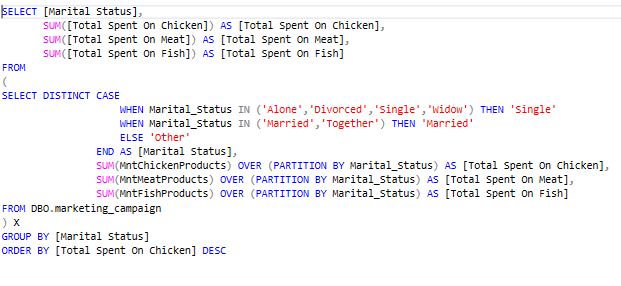 SELECT [Marital Status],
SUM([Total Spent On Chicken]) AS [Total Spent On Chicken],
SUM([Total Spent On Meat]) AS [Total Spent On Meat],
SUM([Total Spent On Fish]) AS [Total Spent On Fish]
FROM
(
SELECT DISTINCT CASE
WHEN Marital_Status IN ('Alone','Divorced','Single','Widow') THEN 'Single'
WHEN Marital_Status IN ('Married','Together') THEN 'Married'
ELSE 'Other'
END AS [Marital Status],
SUM(MntChickenProducts) OVER (PARTITION BY Marital_Status) AS [Total Spent On Chicken],
SUM(MntMeatProducts) OVER (PARTITION BY Marital_Status) AS [Total Spent On Meat],
SUM(MntFishProducts) OVER (PARTITION BY Marital_Status) AS [Total Spent On Fish]
FROM DBO.marketing_campaign
) X
GROUP BY [Marital Status]
ORDER BY [Total Spent On Chicken] DESC